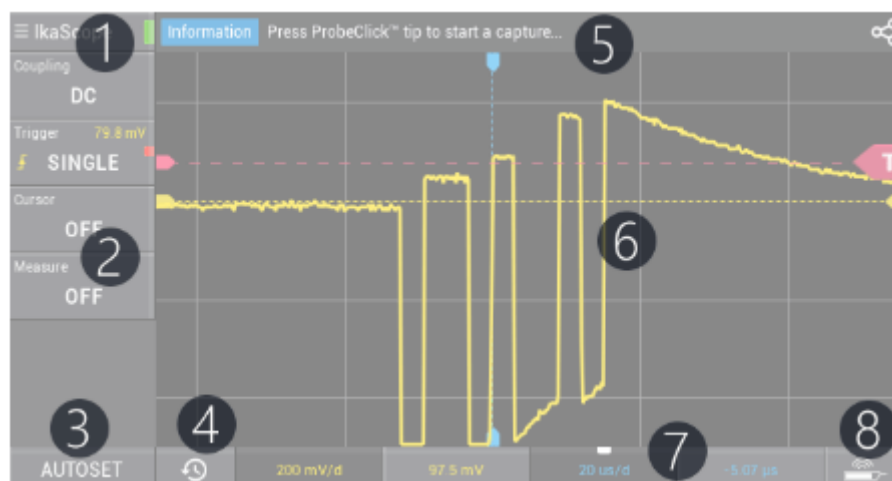 1
Information Press ProbeClick™ tip to start a capture...
5
Coupling
DC
Trigger 79.8 mV
SINGLE
T
Cursor
OFF
2
6
Measure
OFF
3
4
7
8
AUTOSET
200 mV/d
97.5 mV
20 us/d
-5.07 µs